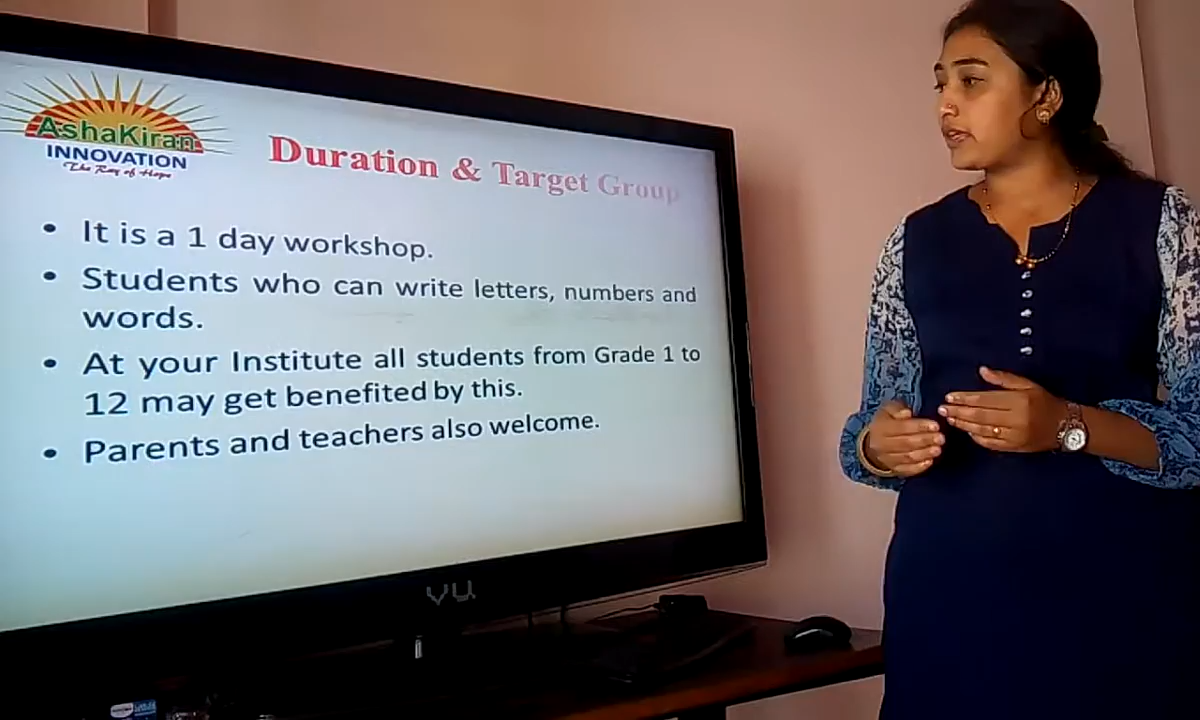 AshaKiran
INNOVATION
The Ray of Hope
Duration & Target Group
• It is a 1 day workshop.
• Students who can write letters, numbers and
words.
• At your Institute all students from Grade 1 to
12 may get benefited by this.
• Parents and teachers also welcome.
VU